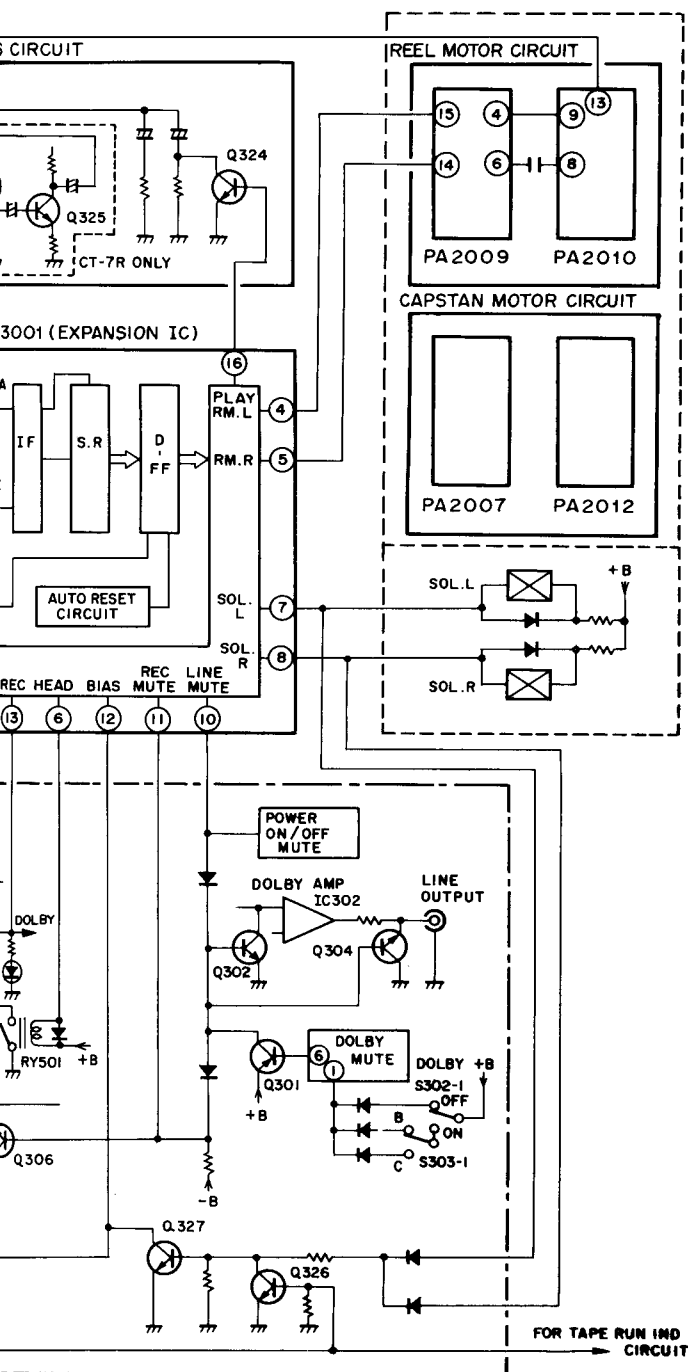 S CIRCUIT
REEL MOTOR CIRCUIT
13
15
4
9
Q324
14
6
8
Q325
CT-7R ONLY
PA2009
PA2010
CAPSTAN MOTOR CIRCUIT
3001 (EXPANSION IC)
16
A
PLAY
RM.L
4
IF
S.R
D-FF
RM.R
5
PA2007
PA2012
+B
SOL.L
AUTO RESET
CIRCUIT
SOL.
L
7
SOL.
R
8
SOL.R
REC
HEAD
BIAS
REC
MUTE
LINE
MUTE
13
6
12
11
10
POWER
ON/OFF
MUTE
DOLBY AMP
IC302
LINE
OUTPUT
DOLBY
Q302
Q304
DOLBY
MUTE
6
1
RY501
+B
Q301
+B
DOLBY
+B
S302-1
OFF
B
ON
C
S303-1
Q306
-B
Q327
Q326
FOR TAPE RUN IND
CIRCUIT